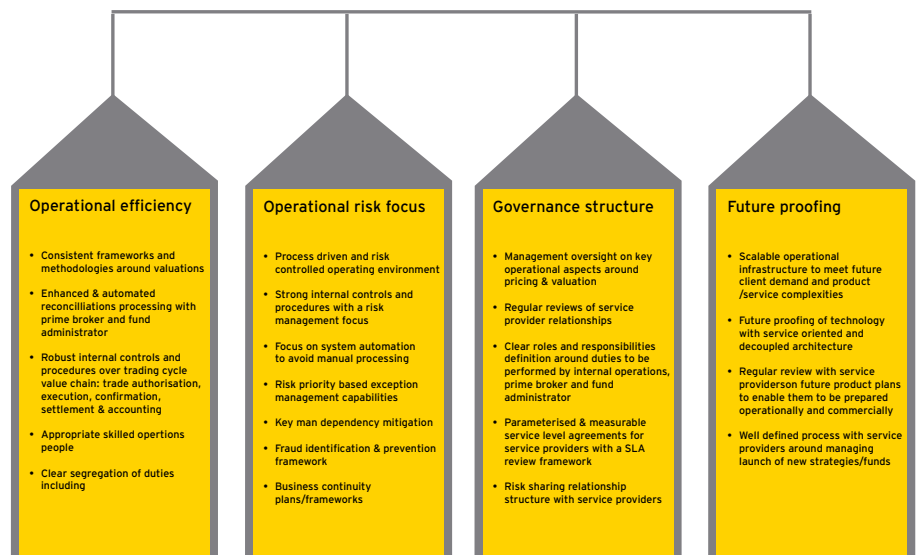 Operational efficiency
• Consistent frameworks and
methodologies around valuations
• Enhanced & automated
reconcilliations processing with
prime broker and fund
administrator
• Robust internal controls and
procedures over trading cycle
value chain: trade authorisation,
execution, confirmation,
settlement & accounting
• Appropriate skilled opertions
people
• Clear segregation of duties
including
Operational risk focus
• Process driven and risk
controlled operating environment
• Strong internal controls and
procedures with a risk
management focus
• Focus on system automation
to avoid manual processing
• Risk priority based exception
management capabilities
• Key man dependency mitigation
• Fraud identification & prevention
framework
• Business continuity
plans/frameworks
Governance structure
• Management oversight on key
operational aspects around
pricing & valuation
• Regular reviews of service
provider relationships
• Clear roles and responsibilities
definition around duties to be
performed by internal operations,
prime broker and fund
administrator
• Parameterised & measurable
service level agreements for
service providers with a SLA
review framework
• Risk sharing relationship
structure with service providers
Future proofing
• Scalable operational
infrastructure to meet future
client demand and product
/service complexities
• Future proofing of technology
with service oriented and
decoupled architecture
• Regular review with service
providerson future product plans
to enable them to be prepared
operationally and commercially
• Well defined process with service
providers around managing
launch of new strategies/funds